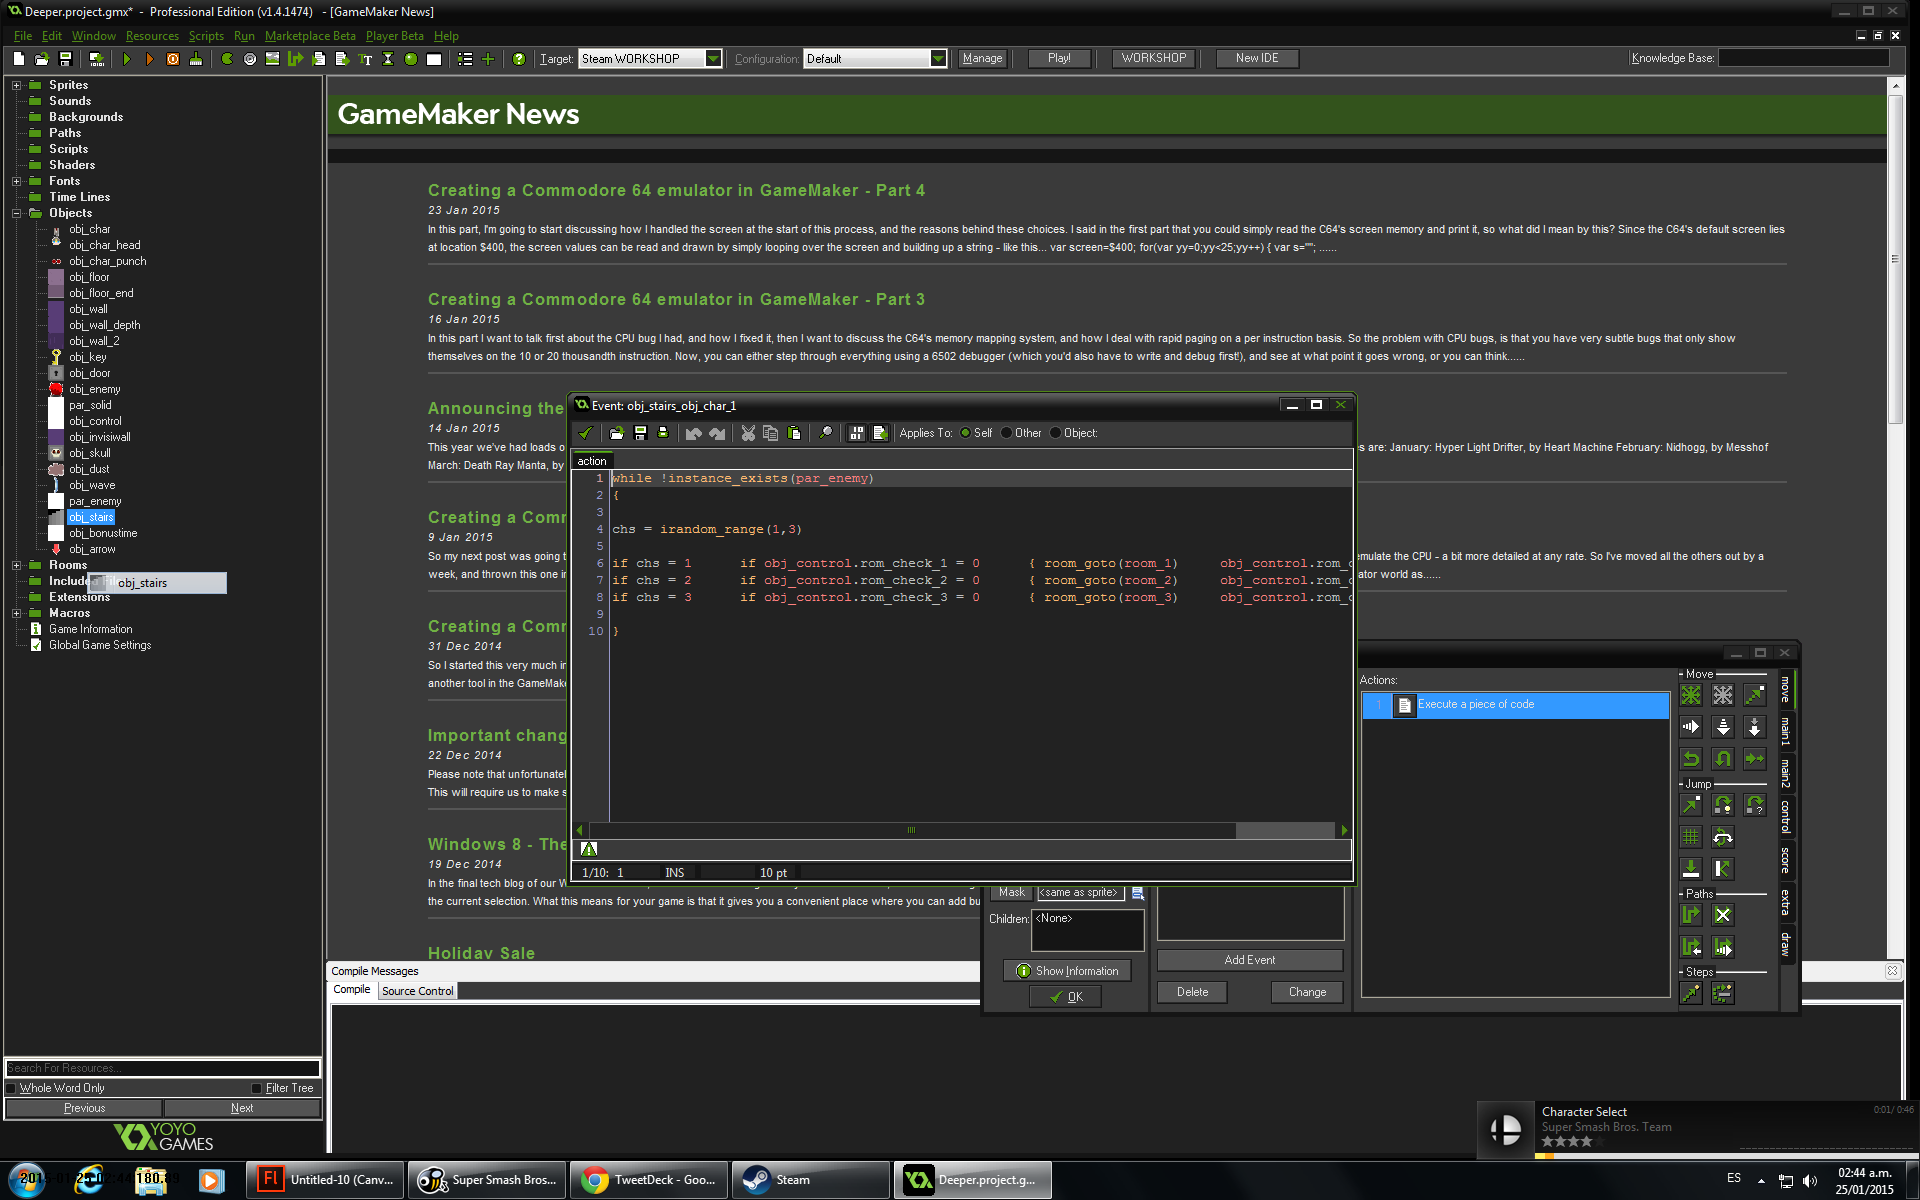 Deeper.project.gmx* - Professional Edition (v1.4.1474) - [GameMaker News]
File Edit Window Resources Scripts Run Marketplace Beta Player Beta Help
Target: Steam WORKSHOP Configuration: Default Manage Play! WORKSHOP New IDE Knowledge Base:
Sprites
Sounds
Backgrounds
Paths
Scripts
Shaders
Fonts
Time Lines
Objects
obj_char
obj_char_head
obj_char_punch
obj_floor
obj_floor_end
obj_wall
obj_wall_depth
obj_wall_2
obj_key
obj_door
obj_enemy
par_solid
obj_control
obj_invisiwall
obj_skull
obj_dust
obj_wave
par_enemy
obj_stairs
obj_bonustime
obj_arrow
Rooms
Include
obj_stairs
Extensions
Macros
Game Information
Global Game Settings
Search For Resources...
Whole Word Only Filter Tree
Previous Next
YOYO
GAMES
GameMaker News
Creating a Commodore 64 emulator in GameMaker - Part 4
23 Jan 2015
In this part, I'm going to start discussing how I handled the screen at the start of this process, and the reasons behind these choices. I said in the first part that you could simply read the C64's screen memory and print it, so what did I mean by this? Since the C64's default screen lies
at location $400, the screen values can be read and drawn by simply looping over the screen and building up a string - like this... var screen=$400; for(var yy=0;yy<25;yy++) { var s=""; ......
Creating a Commodore 64 emulator in GameMaker - Part 3
16 Jan 2015
In this part I want to talk first about the CPU bug I had, and how I fixed it, then I want to discuss the C64's memory mapping system, and how I deal with rapid paging on a per instruction basis. So the problem with CPU bugs, is that you have very subtle bugs that only show
themselves on the 10 or 20 thousandth instruction. Now, you can either step through everything using a 6502 debugger (which you'd also have to write and debug first!), and see at what point it goes wrong, or you can think......
Announcing the
14 Jan 2015
This year we've had loads o
es are: January: Hyper Light Drifter, by Heart Machine February: Nidhogg, by Messhof
March: Death Ray Manta, by
Creating a Com
9 Jan 2015
So my next post was going t
emulate the CPU - a bit more detailed at any rate. So I've moved all the others out by a
week, and thrown this one in
ator world as......
Creating a Com
31 Dec 2014
So I started this very much in
another tool in the GameMake
Important chang
22 Dec 2014
Please note that unfortunatel
This will require us to make s
Windows 8 - The
19 Dec 2014
In the final tech blog of our W
the current selection. What this means for your game is that it gives you a convenient place where you can add bu
Holiday Sale
Event: obj_stairs_obj_char_1
Applies To: Self Other Object:
action
1 while !instance_exists(par_enemy)
2 {
3
4 chs = irandom_range(1,3)
5
6 if chs = 1 if obj_control.rom_check_1 = 0 { room_goto(room_1) obj_control.rom_c
7 if chs = 2 if obj_control.rom_check_2 = 0 { room_goto(room_2) obj_control.rom_c
8 if chs = 3 if obj_control.rom_check_3 = 0 { room_goto(room_3) obj_control.rom_c
9
10 }
1/10: 1 INS 10 pt
Mask <same as sprite>
Children: <None>
Show Information
OK
Add Event
Delete Change
Actions:
1 Execute a piece of code
Move
Jump
Paths
Steps
move
main1
main2
control
score
extra
draw
Compile Messages
Compile Source Control
Character Select
Super Smash Bros. Team
0:01/ 0:46
2015-01-25 02:44 180.89
Untitled-10 (Canv... Super Smash Bros... TweetDeck - Goo... Steam Deeper.project.g...
ES
02:44 a.m.
25/01/2015